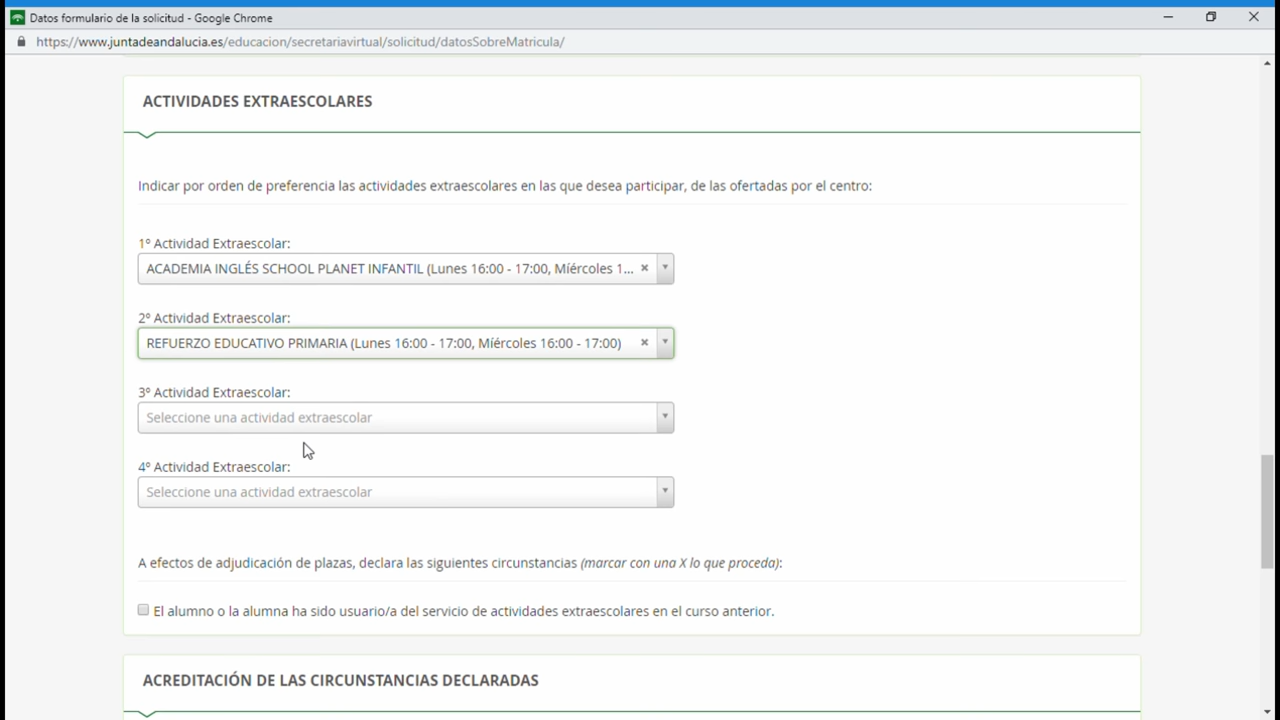 Datos formulario de la solicitud - Google Chrome
https://www.juntadeandalucia.es/educacion/secretariavirtual/solicitud/datosSobreMatricula/
ACTIVIDADES EXTRAESCOLARES
Indicar por orden de preferencia las actividades extraescolares en las que desea participar, de las ofertadas por el centro:
1º Actividad Extraescolar:
ACADEMIA INGLÉS SCHOOL PLANET INFANTIL (Lunes 16:00 - 17:00, Míércoles 1...
2º Actividad Extraescolar:
REFUERZO EDUCATIVO PRIMARIA (Lunes 16:00 - 17:00, Míércoles 16:00 - 17:00)
3º Actividad Extraescolar:
Seleccione una actividad extraescolar
4º Actividad Extraescolar:
Seleccione una actividad extraescolar
A efectos de adjudicación de plazas, declara las siguientes circunstancias (marcar con una X lo que proceda):
El alumno o la alumna ha sido usuario/a del servicio de actividades extraescolares en el curso anterior.
ACREDITACIÓN DE LAS CIRCUNSTANCIAS DECLARADAS